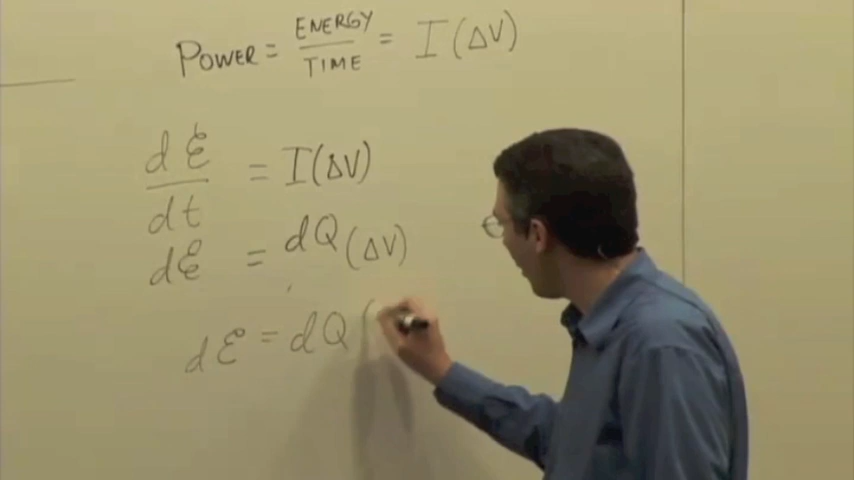 POWER = ENERGY / TIME = I (ΔV)
dℰ / dt = I(ΔV)
dℰ = dQ (ΔV)
dℰ = dQ (